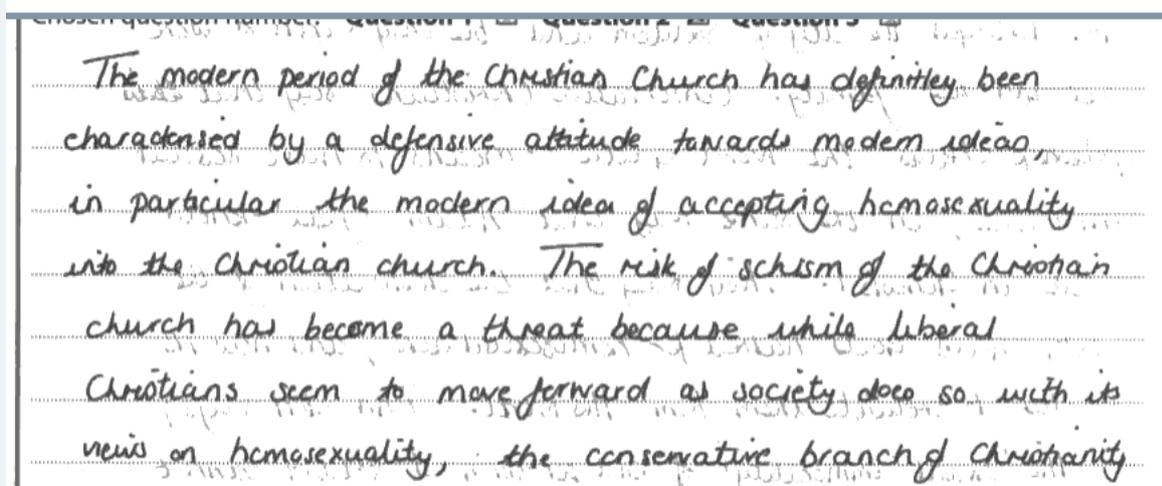 The modern period of the Christian Church has definitley been
characterised by a defensive attitude towards modern ideas,
in particular the modern idea of accepting homosexuality
into the Christian church. The risk of schism of the Christian
church has become a threat because while liberal
Christians seem to move forward as society does so with its
views on homosexuality, the conservative branch of Christianity